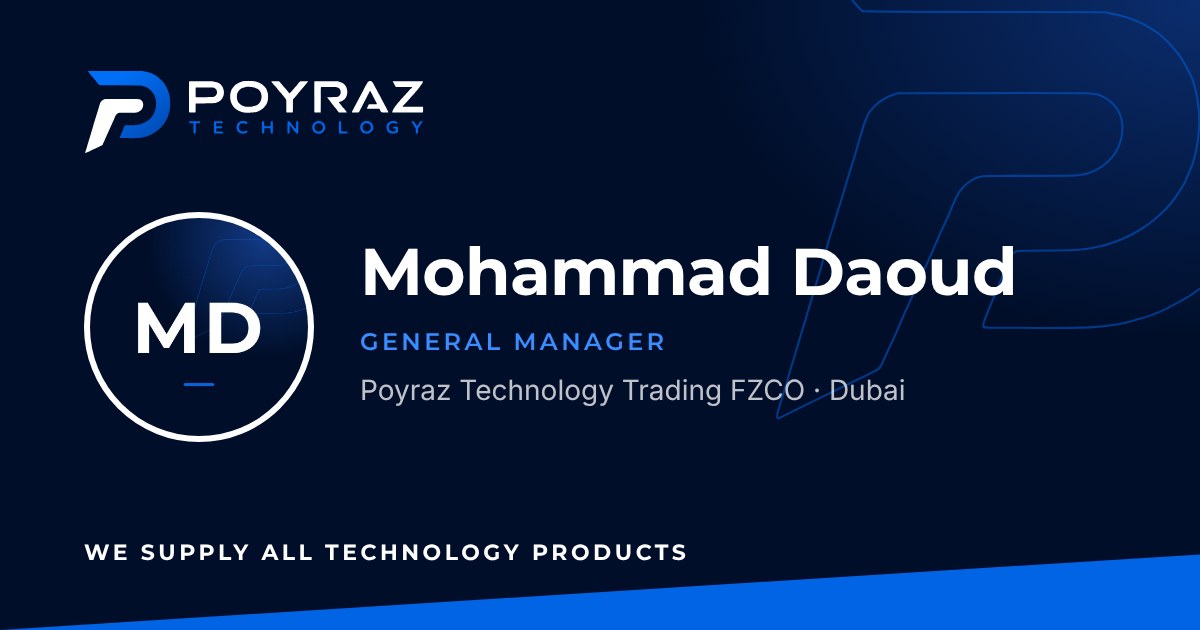 POYRAZ
TECHNOLOGY
MD
Mohammad Daoud
GENERAL MANAGER
Poyraz Technology Trading FZCO · Dubai
WE SUPPLY ALL TECHNOLOGY PRODUCTS